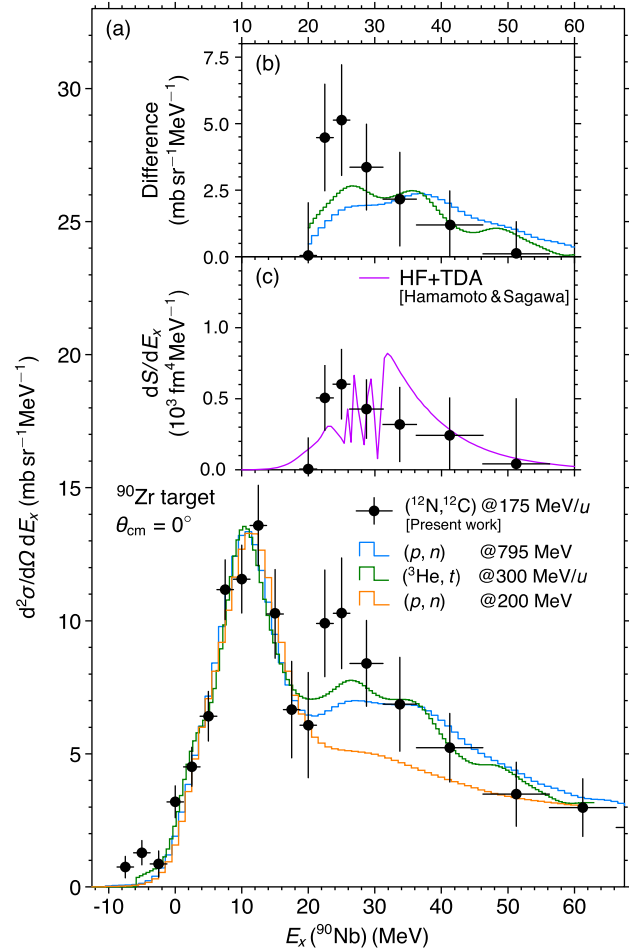 0 10 20 30 40 50 60
(a)
(b)
7.5
5.0
2.5
0.0
Difference
(mb sr⁻¹MeV⁻¹)
(c)
HF+TDA
[Hamamoto & Sagawa]
1.0
0.5
0.0
dS/dEₓ
(10³ fm⁴MeV⁻¹)
30
25
20
15
10
5
0
d²σ/dΩ dEₓ (mb sr⁻¹MeV⁻¹)
⁹⁰Zr target
θcm = 0°
(¹²N,¹²C) @175 MeV/u
[Present work]
(p, n) @795 MeV
(³He, t) @300 MeV/u
(p, n) @200 MeV
-10 0 10 20 30 40 50 60
Eₓ (⁹⁰Nb) (MeV)